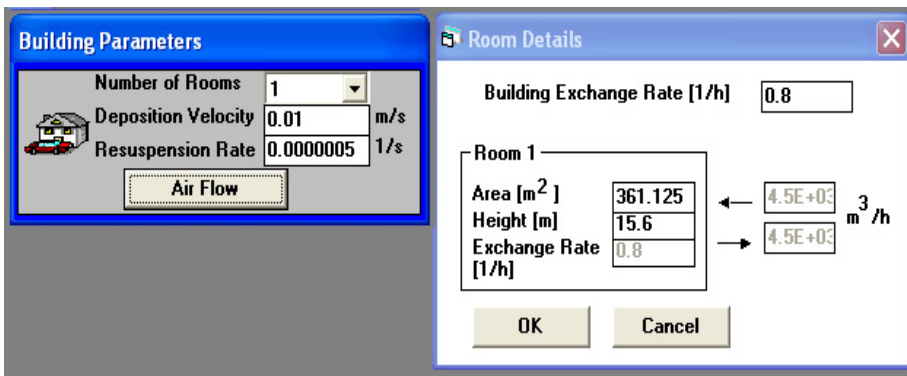 Building Parameters
Number of Rooms 1
Deposition Velocity 0.01 m/s
Resuspension Rate 0.0000005 1/s
Air Flow
Room Details
Building Exchange Rate [1/h] 0.8
Room 1
Area [m2 ] 361.125 4.5E+03 m3/h
Height [m] 15.6
Exchange Rate 0.8 4.5E+03
[1/h]
OK Cancel